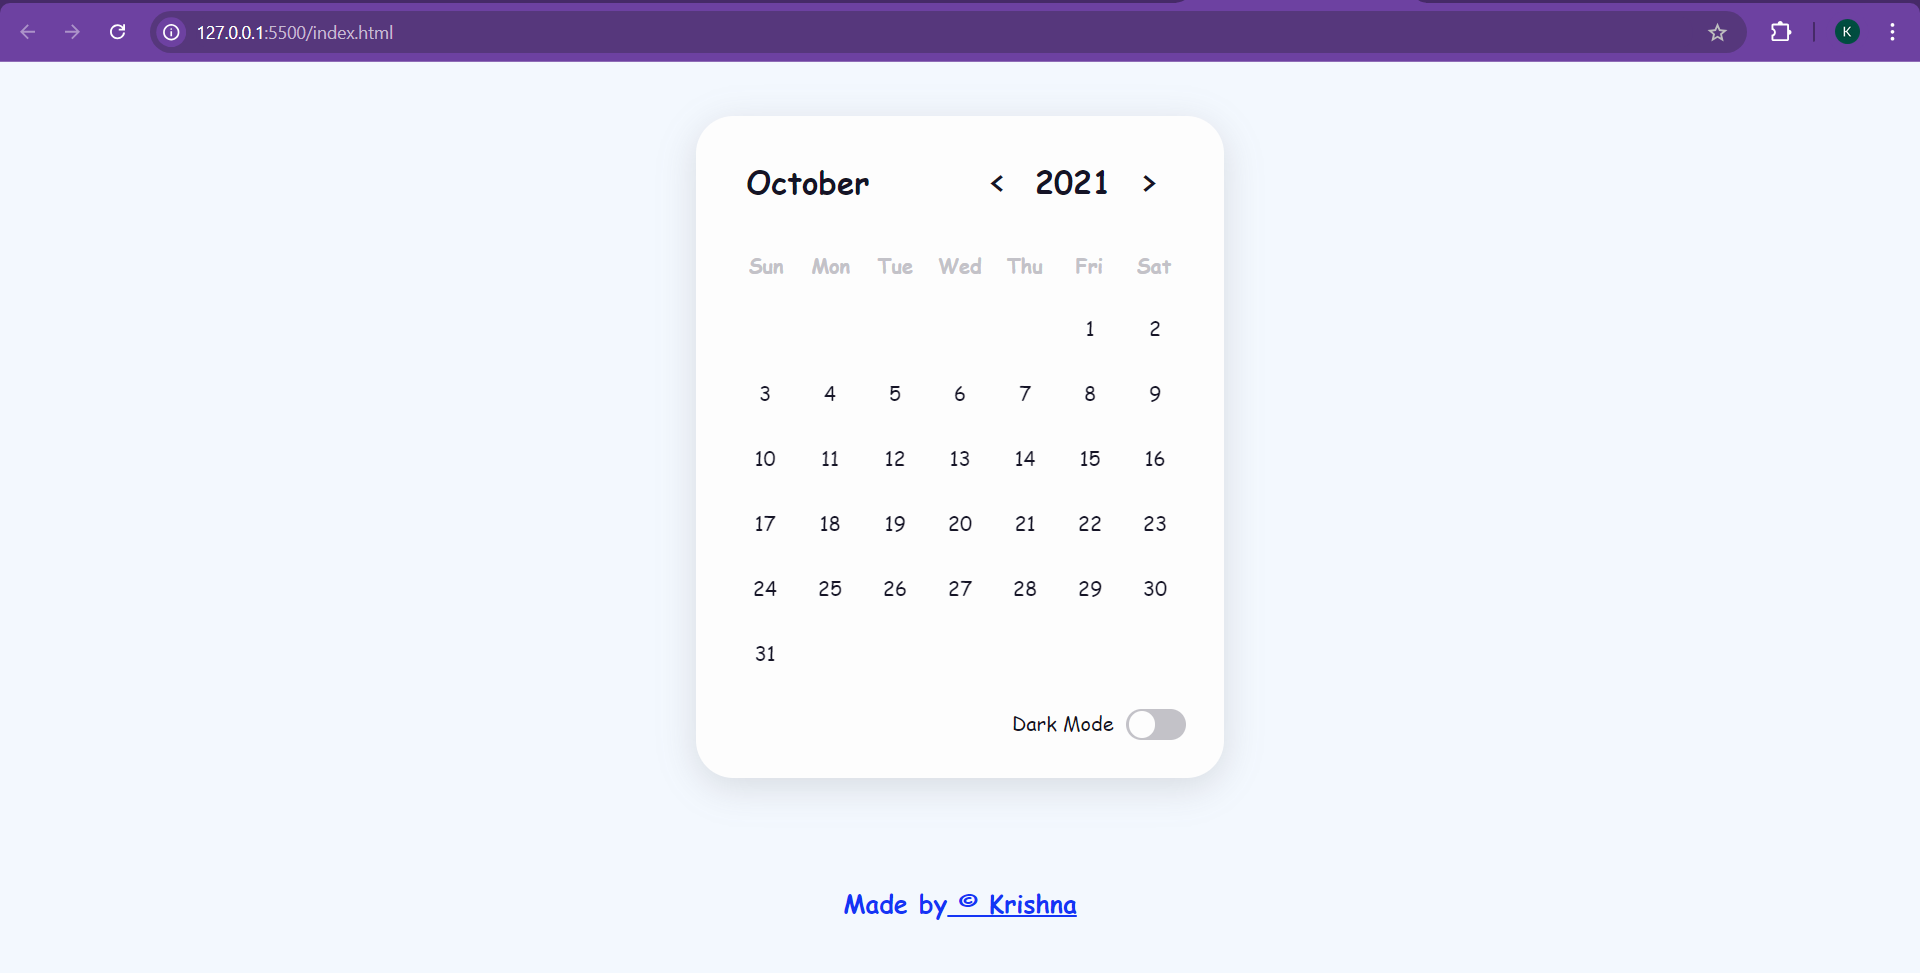 127.0.0.1:5500/index.html
K
October < 2021 >
Sun Mon Tue Wed Thu Fri Sat
1 2
3 4 5 6 7 8 9
10 11 12 13 14 15 16
17 18 19 20 21 22 23
24 25 26 27 28 29 30
31
Dark Mode
Made by © Krishna